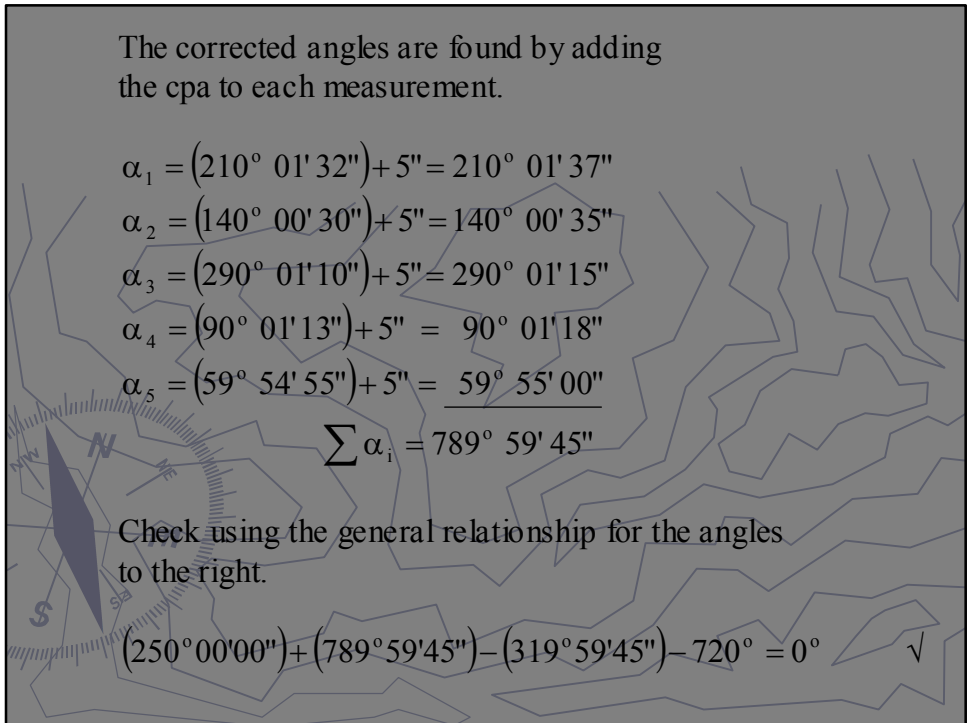 The corrected angles are found by adding
the cpa to each measurement.
α₁ = (210° 01' 32") + 5" = 210° 01' 37"
α₂ = (140° 00' 30") + 5" = 140° 00' 35"
α₃ = (290° 01' 10") + 5" = 290° 01' 15"
α₄ = (90° 01' 13") + 5" = 90° 01' 18"
α₅ = (59° 54' 55") + 5" = 59° 55' 00"
∑ αᵢ = 789° 59' 45"
NW N NE
Check using the general relationship for the angles
to the right.
S SE
(250°00'00") + (789°59'45") − (319°59'45") − 720° = 0° √